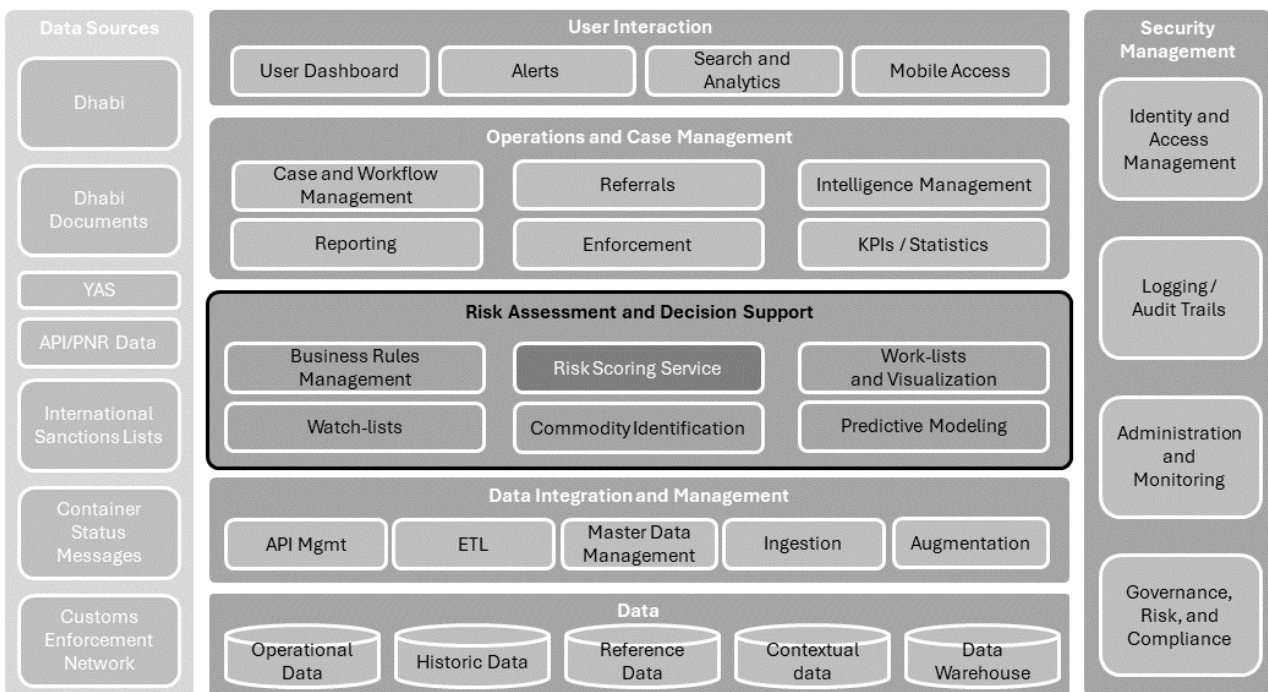 Data Sources
Dhabi
Dhabi
Documents
YAS
API/PNR Data
International
Sanctions Lists
Container
Status
Messages
Customs
Enforcement
Network
User Interaction
User Dashboard
Alerts
Search and
Analytics
Mobile Access
Operations and Case Management
Case and Workflow
Management
Referrals
Intelligence Management
Reporting
Enforcement
KPIs / Statistics
Risk Assessment and Decision Support
Business Rules
Management
Risk Scoring Service
Work-lists
and Visualization
Watch-lists
Commodity Identification
Predictive Modeling
Data Integration and Management
API Mgmt
ETL
Master Data
Management
Ingestion
Augmentation
Data
Operational
Data
Historic Data
Reference
Data
Contextual
data
Data
Warehouse
Security
Management
Identity and
Access
Management
Logging /
Audit Trails
Administration
and
Monitoring
Governance,
Risk, and
Compliance